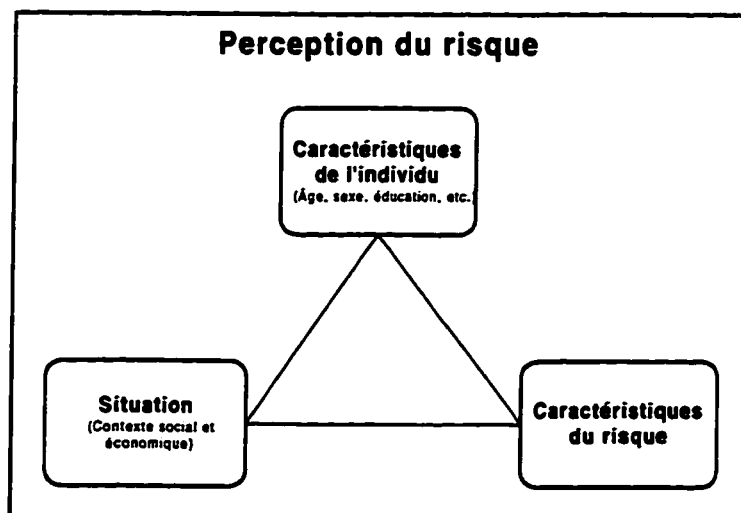 Perception du risque
Caractéristiques
de l'individu
(Âge, sexe, éducation, etc.)
Situation
(Contexte social et
économique)
Caractéristiques
du risque